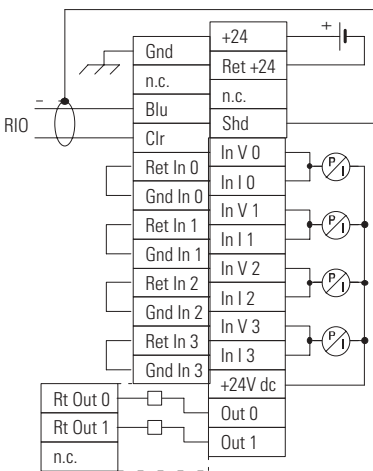 +
+24
Gnd
Ret +24
n.c.
n.c.
– –
Blu
RIO
Shd
Clr
In V 0
Ret In 0
P/I
In I 0
Gnd In 0
In V 1
Ret In 1
P/I
In I 1
Gnd In 1
In V 2
Ret In 2
P/I
In I 2
Gnd In 2
In V 3
Ret In 3
P/I
In I 3
Gnd In 3
+24V dc
Rt Out 0
Out 0
Rt Out 1
Out 1
n.c.